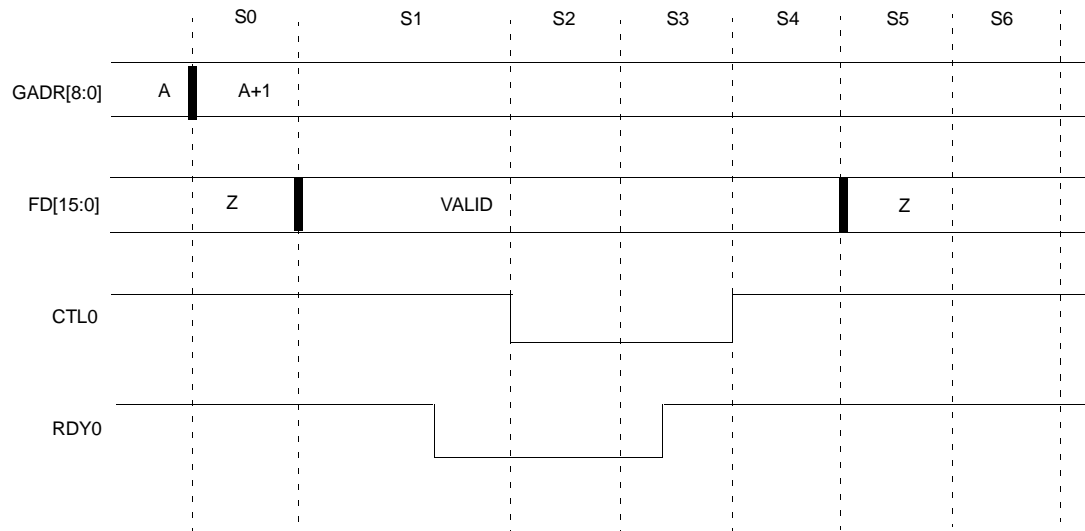 S0 S1 S2 S3 S4 S5 S6
GADR[8:0] A A+1
FD[15:0] Z VALID Z
CTL0
RDY0